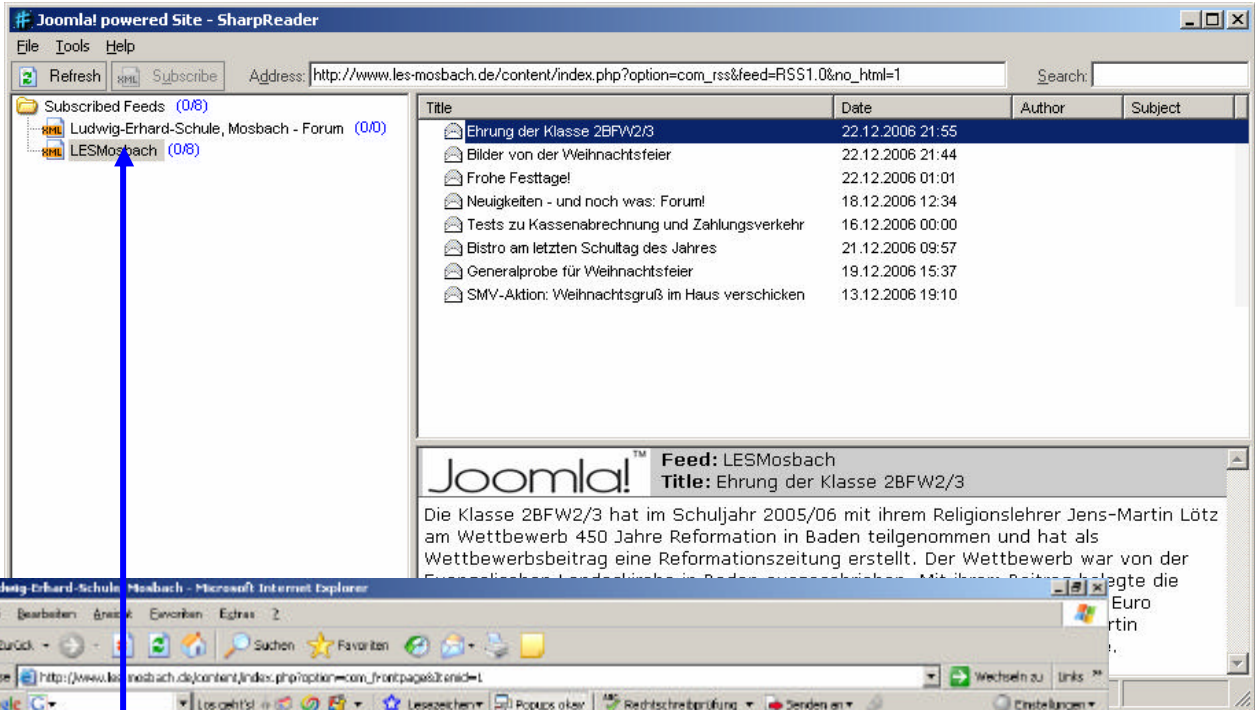 Joomla! powered Site - SharpReader
File Tools Help
Refresh XML Subscribe Address: http://www.les-mosbach.de/content/index.php?option=com_rss&feed=RSS1.0&no_html=1 Search:
Subscribed Feeds (0/8)
XML Ludwig-Erhard-Schule, Mosbach - Forum (0/0)
XML LESMosbach (0/8)
Title Date Author Subject
Ehrung der Klasse 2BFW2/3 22.12.2006 21:55
Bilder von der Weihnachtsfeier 22.12.2006 21:44
Frohe Festtage! 22.12.2006 01:01
Neuigkeiten - und noch was: Forum! 18.12.2006 12:34
Tests zu Kassenabrechnung und Zahlungsverkehr 16.12.2006 00:00
Bistro am letzten Schultag des Jahres 21.12.2006 09:57
Generalprobe für Weihnachtsfeier 19.12.2006 15:37
SMV-Aktion: Weihnachtsgruß im Haus verschicken 13.12.2006 19:10
Joomla!™ Feed: LESMosbach
Title: Ehrung der Klasse 2BFW2/3
Die Klasse 2BFW2/3 hat im Schuljahr 2005/06 mit ihrem Religionslehrer Jens-Martin Lötz
am Wettbewerb 450 Jahre Reformation in Baden teilgenommen und hat als
Wettbewerbsbeitrag eine Reformationszeitung erstellt. Der Wettbewerb war von der
die
Euro
dwig-Erhard-Schule Mosbach - Microsoft Internet Explorer
Bearbeiten Ansicht Favoriten Extras ?
Zurück Suchen Favoriten
http://www.les-mosbach.de/content/index.php?option=com_frontpage&Itemid=1 Wechseln zu Links »
Los geht's! Lesezeichen Popups okay Rechtschreibprüfung Senden an Einstellungen